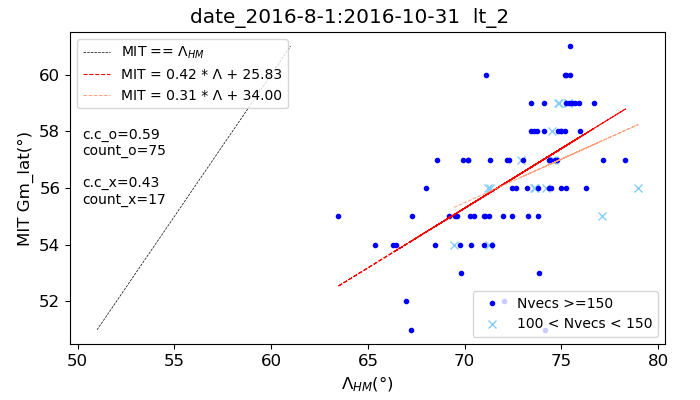 date_2016-8-1:2016-10-31  lt_2
MIT == Λ_HM
MIT = 0.42 * Λ + 25.83
MIT = 0.31 * Λ + 34.00
c.c_o=0.59
count_o=75
c.c_x=0.43
count_x=17
MIT Gm_lat(°)
60
58
56
54
52
Nvecs >=150
100 < Nvecs < 150
50 55 60 65 70 75 80
Λ_HM(°)